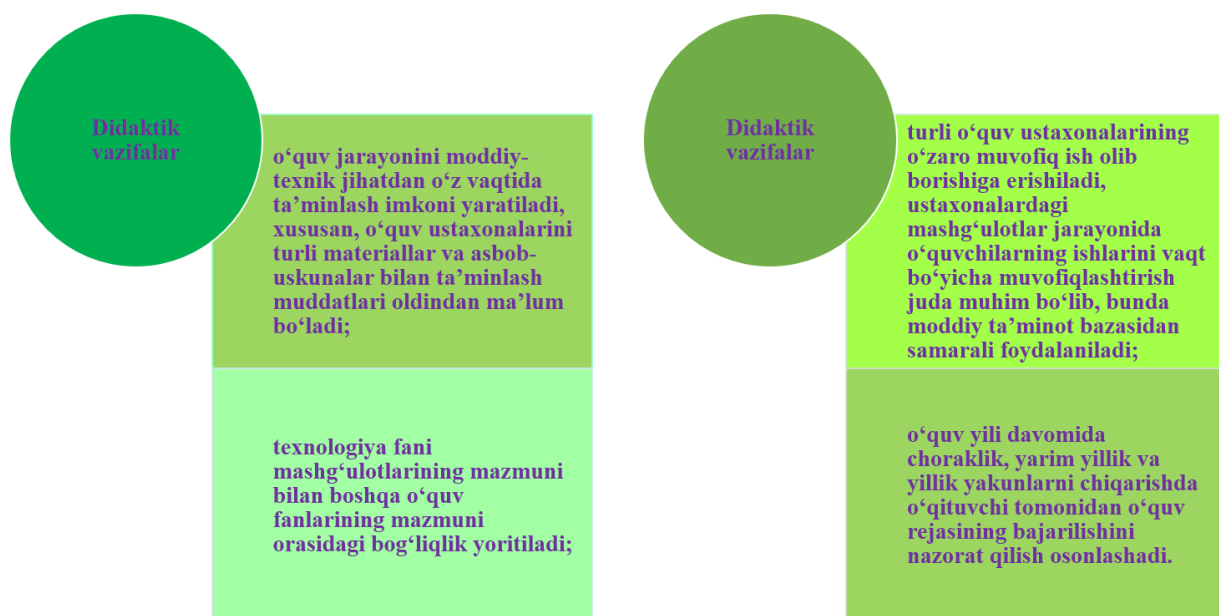 Didaktik
vazifalar
o‘quv jarayonini moddiy-
texnik jihatdan o‘z vaqtida
ta’minlash imkoni yaratiladi,
xususan, o‘quv ustaxonalarini
turli materiallar va asbob-
uskunalar bilan ta’minlash
muddatlari oldindan ma’lum
bo‘ladi;
texnologiya fani
mashg‘ulotlarining mazmuni
bilan boshqa o‘quv
fanlarining mazmuni
orasidagi bog‘liqlik yoritiladi;
Didaktik
vazifalar
turli o‘quv ustaxonalarining
o‘zaro muvofiq ish olib
borishiga erishiladi,
ustaxonalardagi
mashg‘ulotlar jarayonida
o‘quvchilarning ishlarini vaqt
bo‘yicha muvofiqlashtirish
juda muhim bo‘lib, bunda
moddiy ta’minot bazasidan
samarali foydalaniladi;
o‘quv yili davomida
choraklik, yarim yillik va
yillik yakunlarni chiqarishda
o‘qituvchi tomonidan o‘quv
rejasining bajarilishini
nazorat qilish osonlashadi.